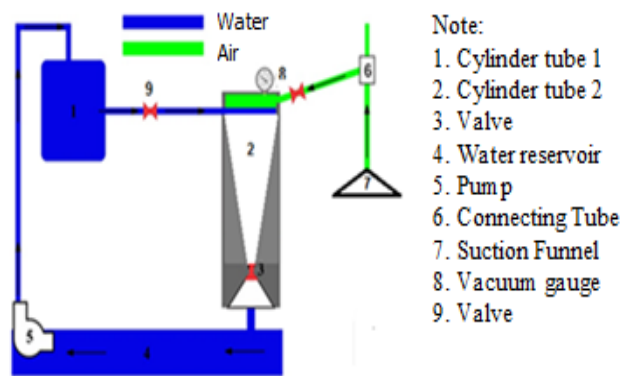 Water
Air
Note:
1. Cylinder tube 1
2. Cylinder tube 2
3. Valve
4. Water reservoir
5. Pump
6. Connecting Tube
7. Suction Funnel
8. Vacuum gauge
9. Valve
1
9
2
8
6
7
3
5
4